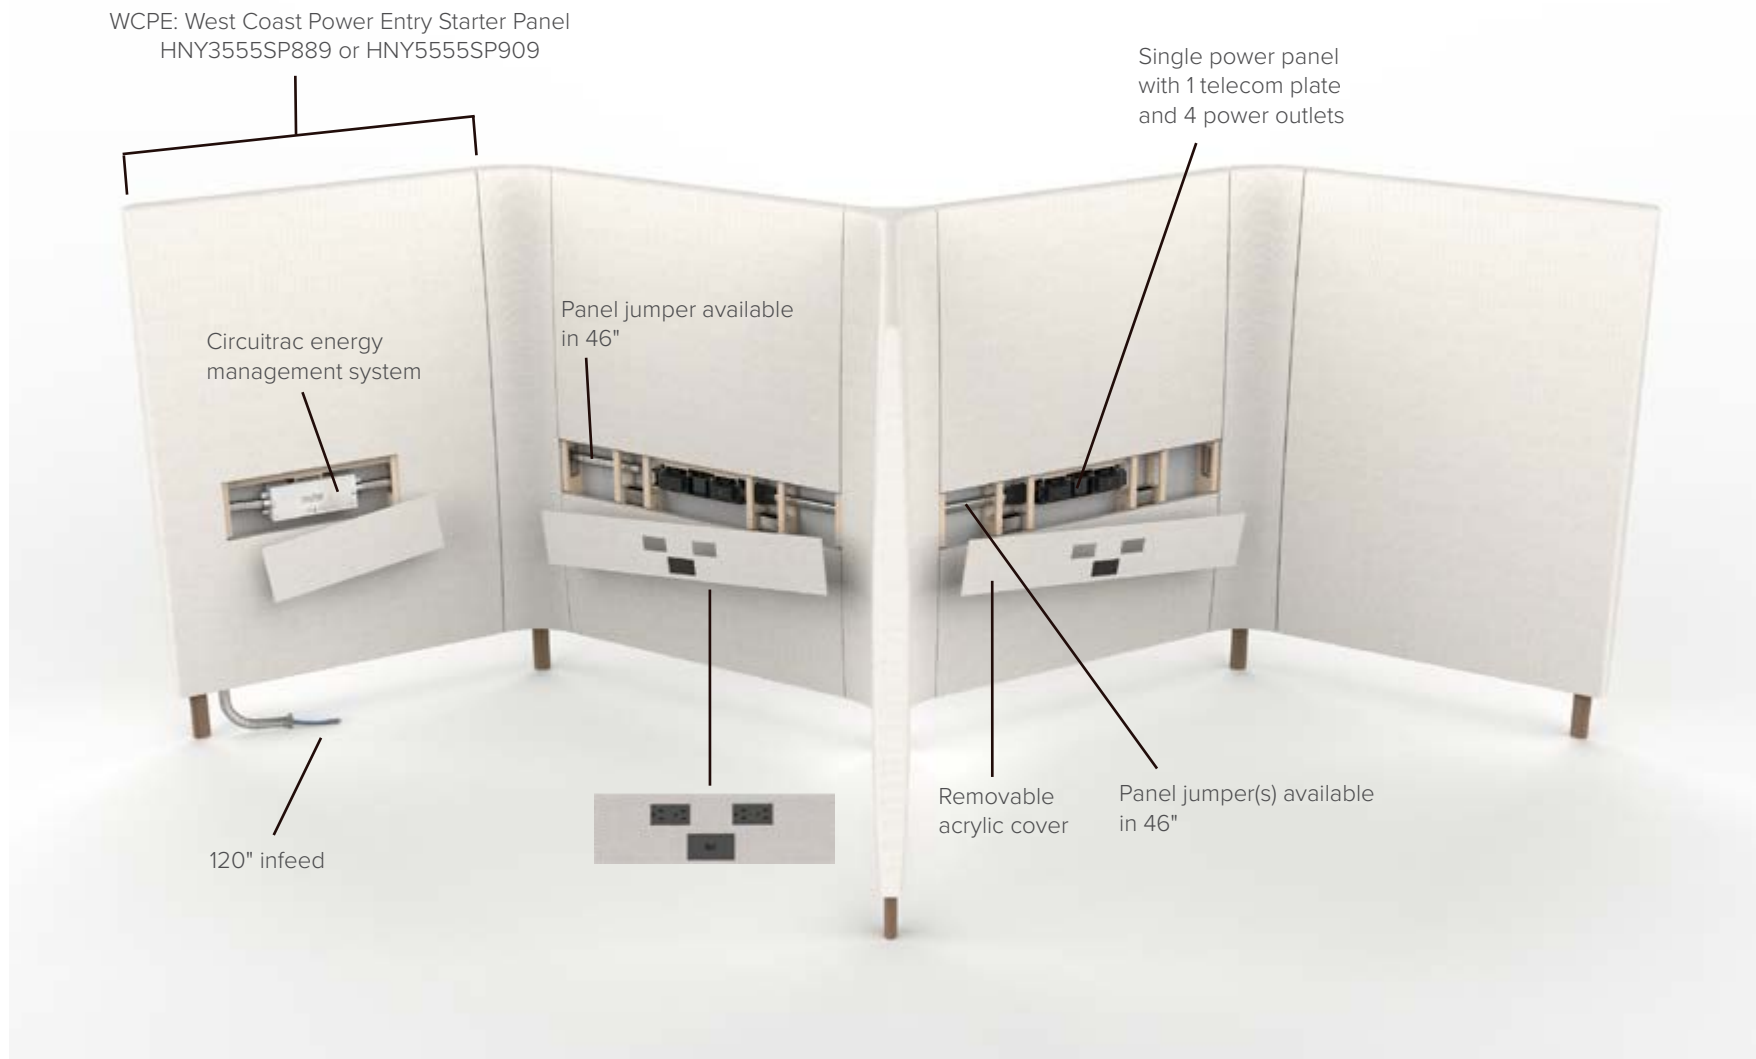 WCPE: West Coast Power Entry Starter Panel
HNY3555SP889 or HNY5555SP909
Single power panel
with 1 telecom plate
and 4 power outlets
Panel jumper available
in 46"
Circuitrac energy
management system
Removable
acrylic cover
Panel jumper(s) available
in 46"
120" infeed